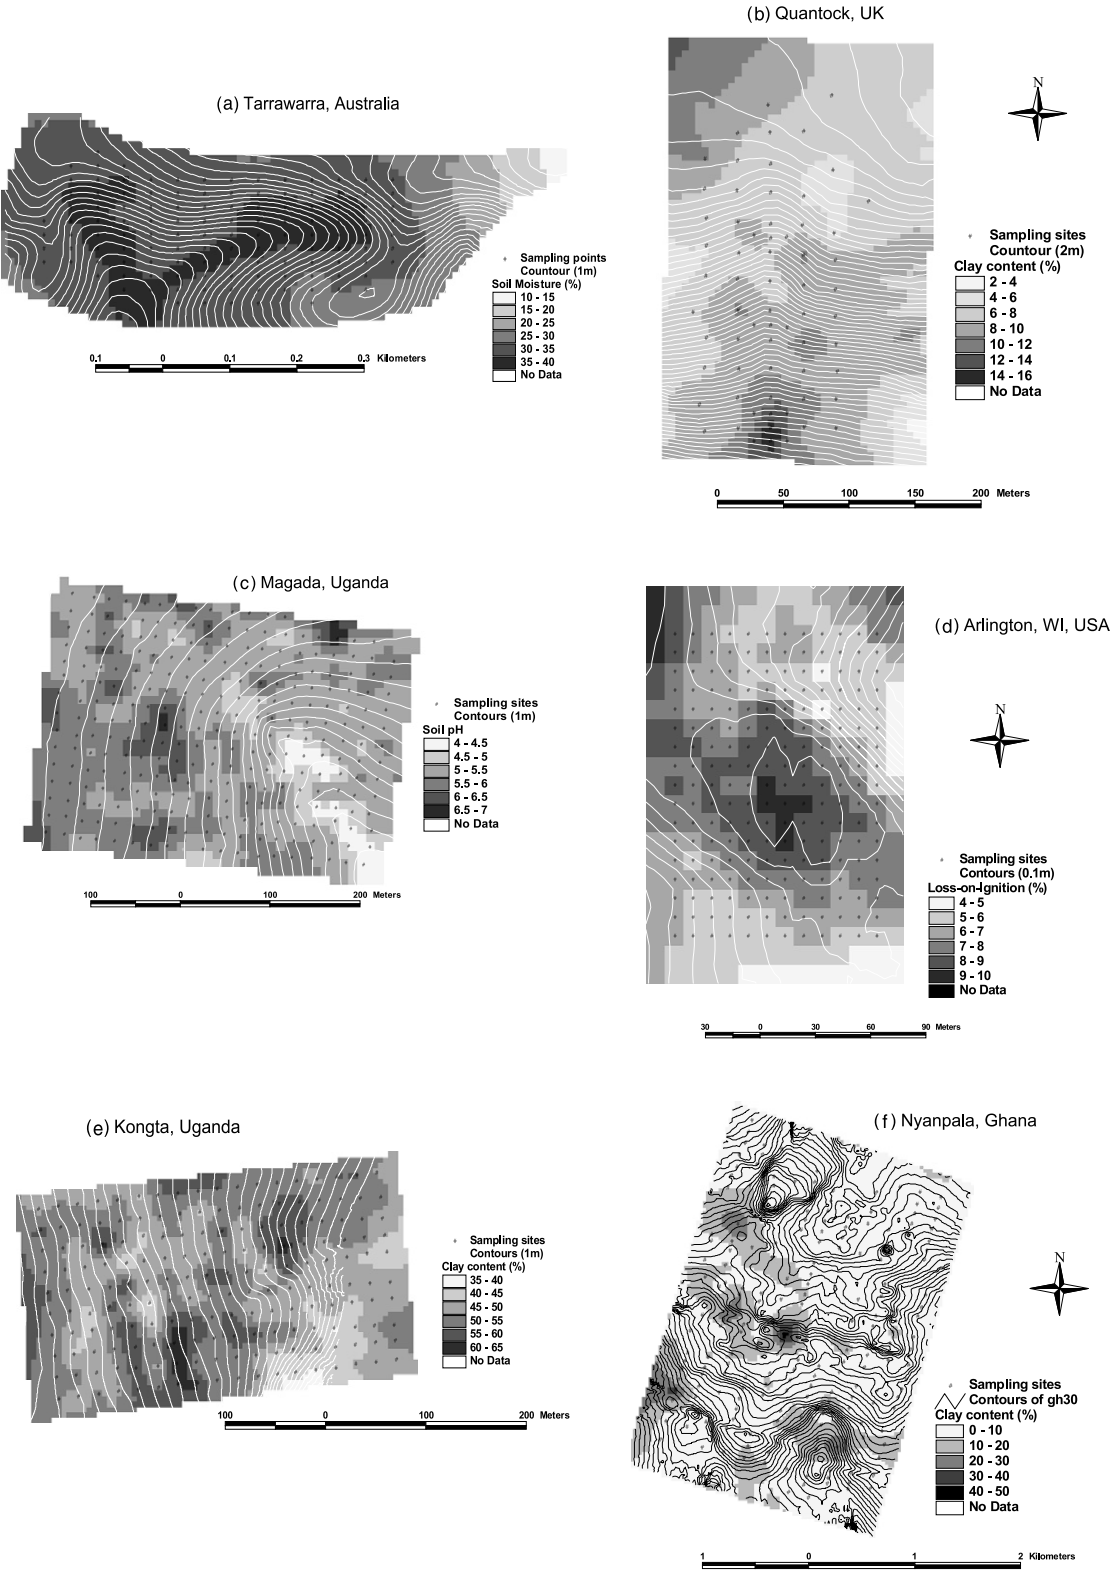 (a) Tarrawarra, Australia
Sampling points
Countour (1m)
Soil Moisture (%)
10 - 15
15 - 20
20 - 25
25 - 30
30 - 35
35 - 40
No Data
0.1 0 0.1 0.2 0.3 Kilometers
(b) Quantock, UK
N
Sampling sites
Countour (2m)
Clay content (%)
2 - 4
4 - 6
6 - 8
8 - 10
10 - 12
12 - 14
14 - 16
No Data
0 50 100 150 200 Meters
(c) Magada, Uganda
Sampling sites
Contours (1m)
Soil pH
4 - 4.5
4.5 - 5
5 - 5.5
5.5 - 6
6 - 6.5
6.5 - 7
No Data
100 0 100 200
Meters
(d) Arlington, WI, USA
N
Sampling sites
Contours (0.1m)
Loss-on-Ignition (%)
4 - 5
5 - 6
6 - 7
7 - 8
8 - 9
9 - 10
No Data
30 0 30 60 90 Meters
(e) Kongta, Uganda
Sampling sites
Contours (1m)
Clay content (%)
35 - 40
40 - 45
45 - 50
50 - 55
55 - 60
60 - 65
No Data
100 0 100 200 Meters
(f) Nyanpala, Ghana
N
Sampling sites
Contours of gh30
Clay content (%)
0 - 10
10 - 20
20 - 30
30 - 40
40 - 50
No Data
1 0 1 2 Kilometers